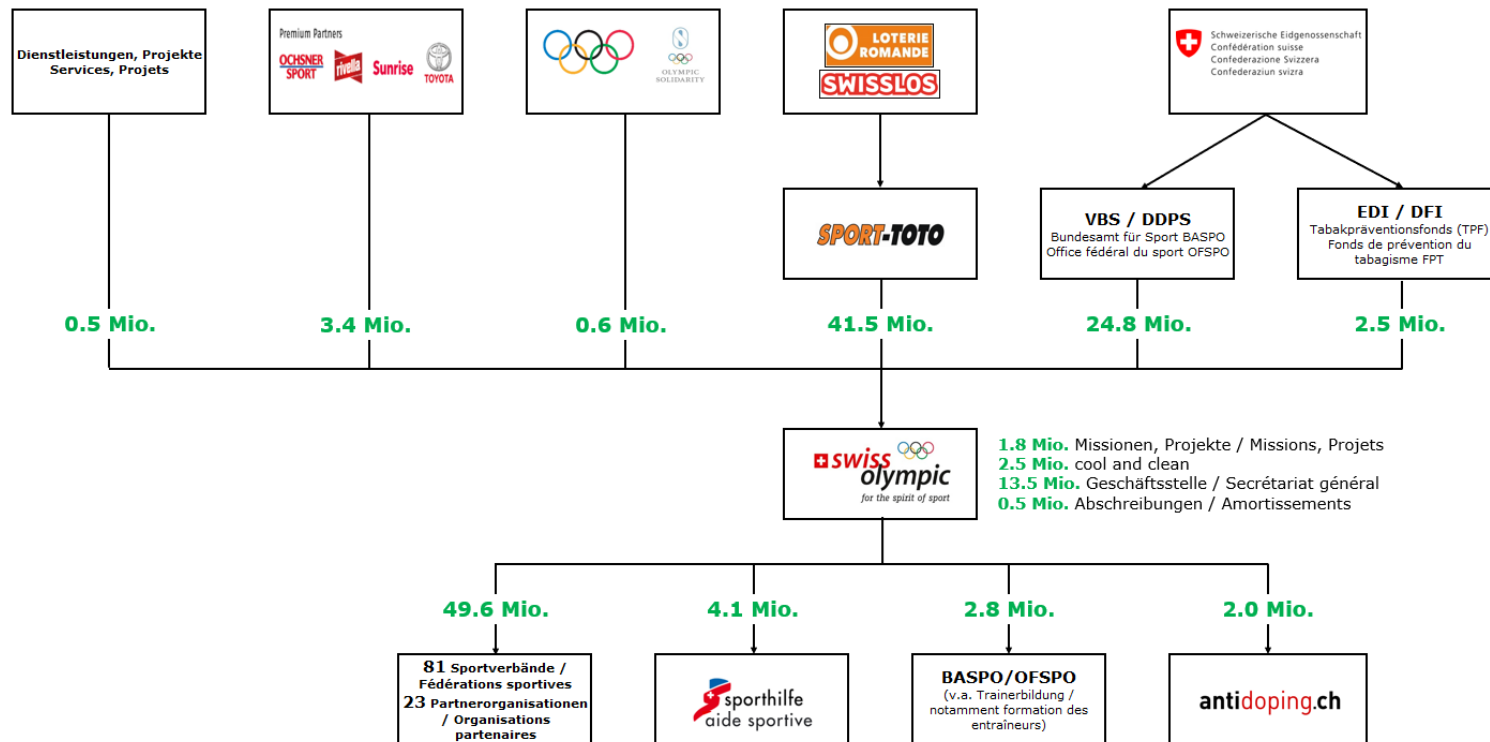 Dienstleistungen, Projekte
Services, Projets
Premium Partners
OCHSNER
SPORT
rivella
Sunrise
TOYOTA
OLYMPIC
SOLIDARITY
LOTERIE
ROMANDE
SWISSLOS
Schweizerische Eidgenossenschaft
Confédération suisse
Confederazione Svizzera
Confederaziun svizra
SPORT-TOTO
VBS / DDPS
Bundesamt für Sport BASPO
Office fédéral du sport OFSPO
EDI / DFI
Tabakpräventionsfonds (TPF)
Fonds de prévention du
tabagisme FPT
0.5 Mio.
3.4 Mio.
0.6 Mio.
41.5 Mio.
24.8 Mio.
2.5 Mio.
swiss
olympic
for the spirit of sport
1.8 Mio. Missionen, Projekte / Missions, Projets
2.5 Mio. cool and clean
13.5 Mio. Geschäftsstelle / Secrétariat général
0.5 Mio. Abschreibungen / Amortissements
49.6 Mio.
4.1 Mio.
2.8 Mio.
2.0 Mio.
81 Sportverbände /
Fédérations sportives
23 Partnerorganisationen
/ Organisations
partenaires
sporthilfe
aide sportive
BASPO/OFSPO
(v.a. Trainerbildung /
notamment formation des
entraîneurs)
antidoping.ch